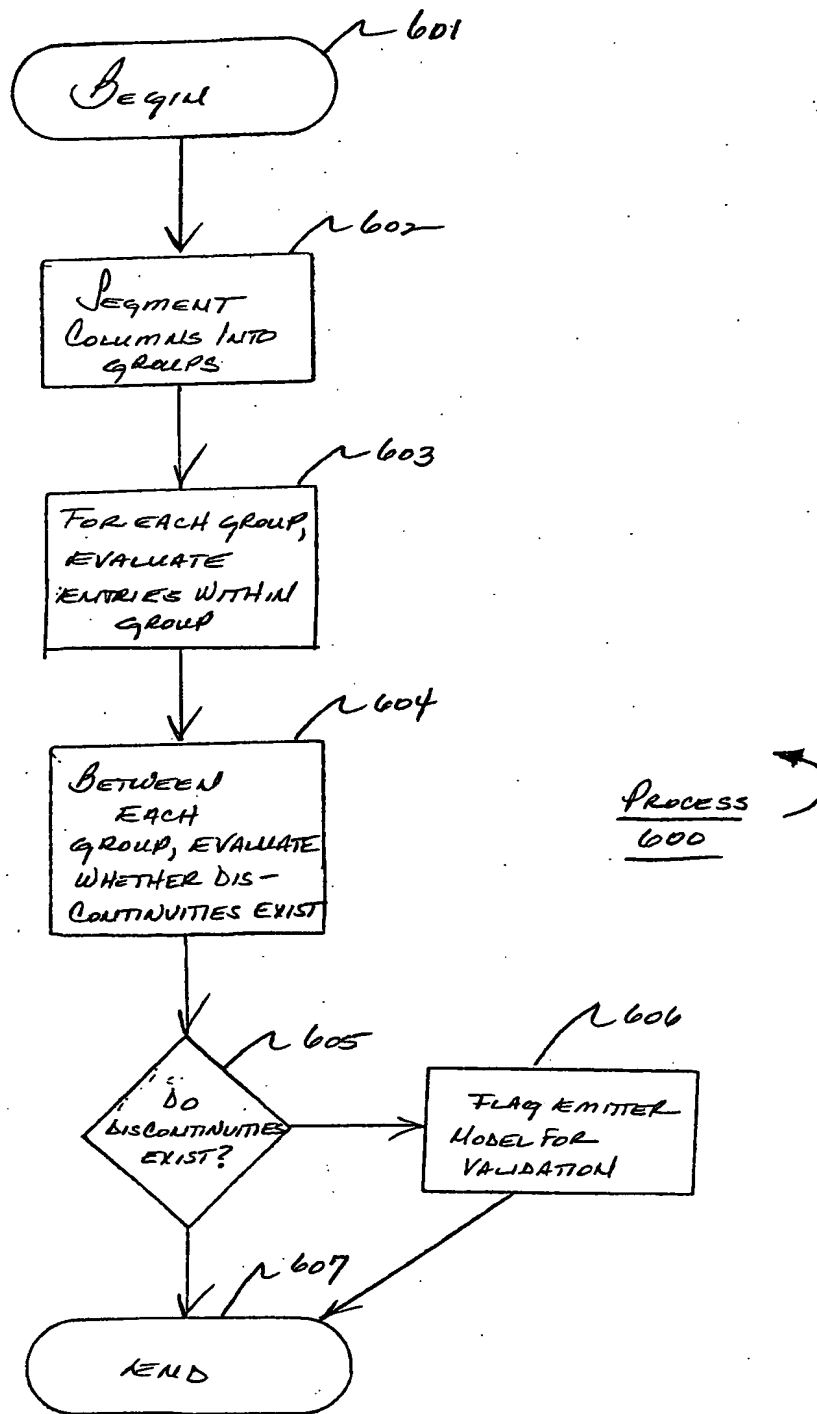 601
BEGIN
602
SEGMENT
COLUMNS INTO
GROUPS
603
FOR EACH GROUP,
EVALUATE
ENTRIES WITHIN
GROUP
604
BETWEEN
EACH
GROUP, EVALUATE
WHETHER DIS-
CONTINUITIES EXIST
PROCESS
600
605
DO
DISCONTINUITIES
EXIST?
606
FLAG EMITTER
MODEL FOR
VALIDATION
607
END